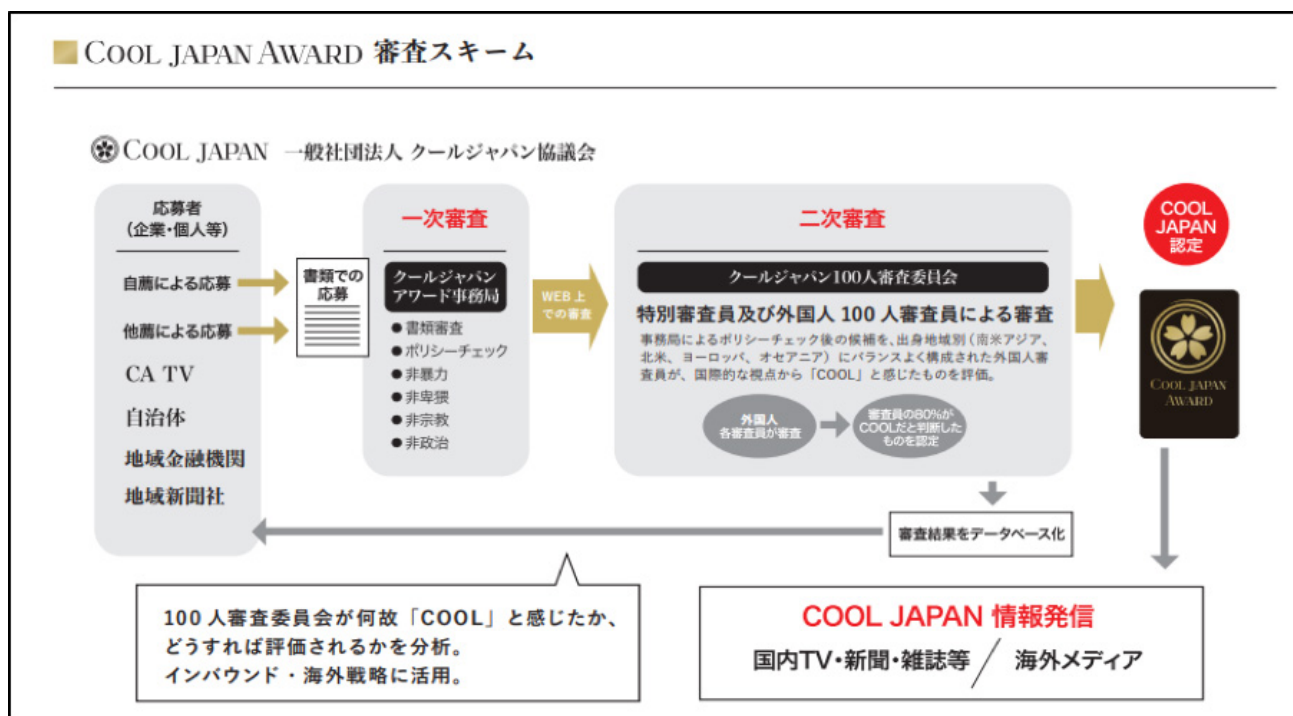 COOL JAPAN AWARD 審査スキーム
COOL JAPAN 一般社団法人 クールジャパン協議会
応募者
(企業・個人等)
自薦による応募
他薦による応募
CA TV
自治体
地域金融機関
地域新聞社
書類での
応募
一次審査
クールジャパン
アワード事務局
●書類審査
●ポリシーチェック
●非暴力
●非卑猥
●非宗教
●非政治
WEB上
での審査
二次審査
クールジャパン100人審査委員会
特別審査員及び外国人100人審査員による審査
事務局によるポリシーチェック後の候補を、出身地域別(南米アジア、
北米、ヨーロッパ、オセアニア)にバランスよく構成された外国人審
査員が、国際的な視点から「COOL」と感じたものを評価。
外国人
各審査員が審査
審査員の80%が
COOLだと判断した
ものを認定
COOL
JAPAN
認定
COOL JAPAN
AWARD
審査結果をデータベース化
100人審査委員会が何故「COOL」と感じたか、
どうすれば評価されるかを分析。
インバウンド・海外戦略に活用。
COOL JAPAN 情報発信
国内TV・新聞・雑誌等/海外メディア